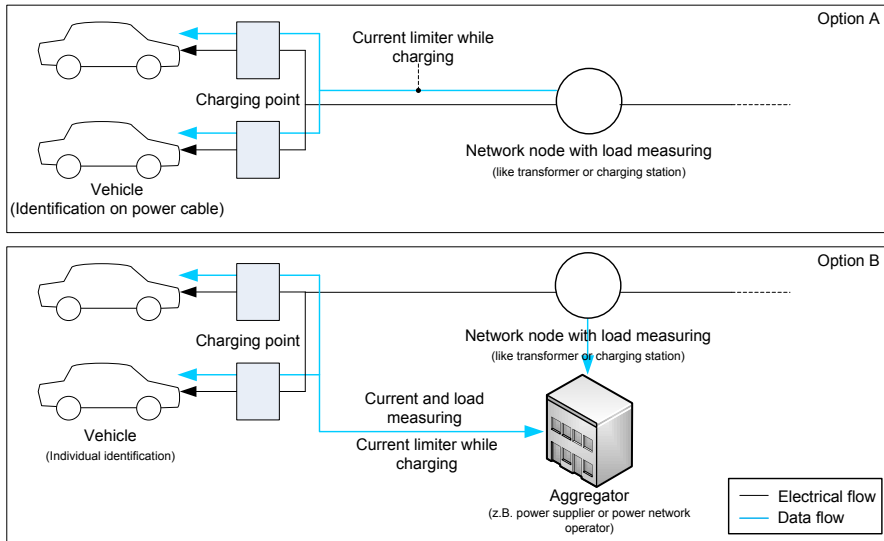 Option A
Current limiter while
charging
Charging point
Network node with load measuring
(like transformer or charging station)
Vehicle
(Identification on power cable)
Option B
Charging point
Network node with load measuring
(like transformer or charging station)
Current and load
measuring
Vehicle
(Individual identification)
Current limiter while
charging
Aggregator
(z.B. power supplier or power network
operator)
Electrical flow
Data flow